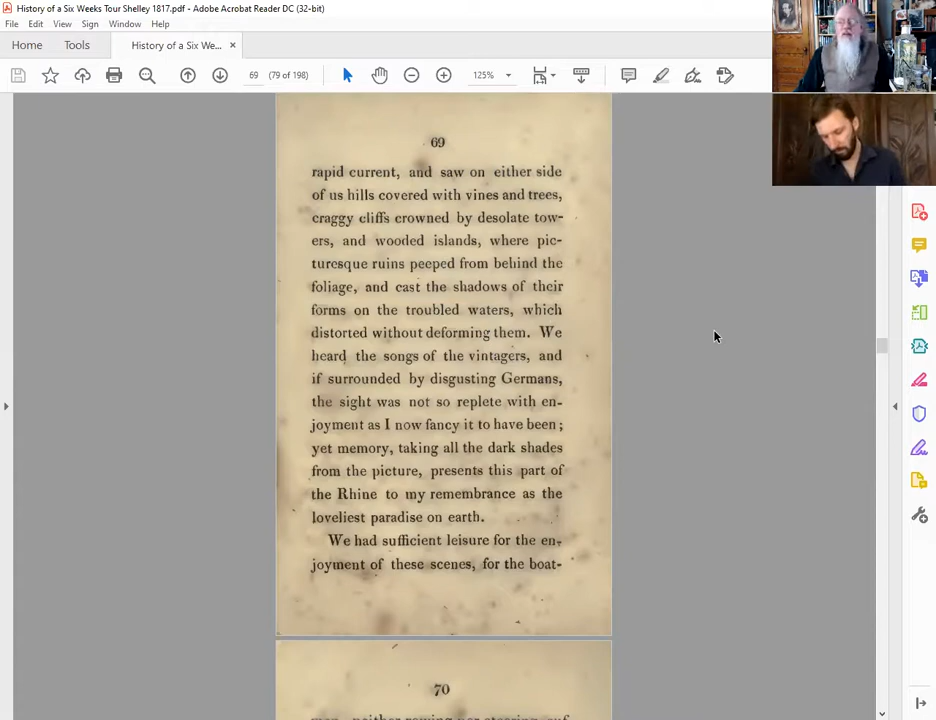 History of a Six Weeks Tour Shelley 1817.pdf - Adobe Acrobat Reader DC (32-bit)
File Edit View Sign Window Help
Home Tools History of a Six We... ×
69 (79 of 198) 125%
69
rapid current, and saw on either side
of us hills covered with vines and trees,
craggy cliffs crowned by desolate tow-
ers, and wooded islands, where pic-
turesque ruins peeped from behind the
foliage, and cast the shadows of their
forms on the troubled waters, which
distorted without deforming them. We
heard the songs of the vintagers, and
if surrounded by disgusting Germans,
the sight was not so replete with en-
joyment as I now fancy it to have been ;
yet memory, taking all the dark shades
from the picture, presents this part of
the Rhine to my remembrance as the
loveliest paradise on earth.
We had sufficient leisure for the en-
joyment of these scenes, for the boat-
70
men, neither rowing nor steering, suf-